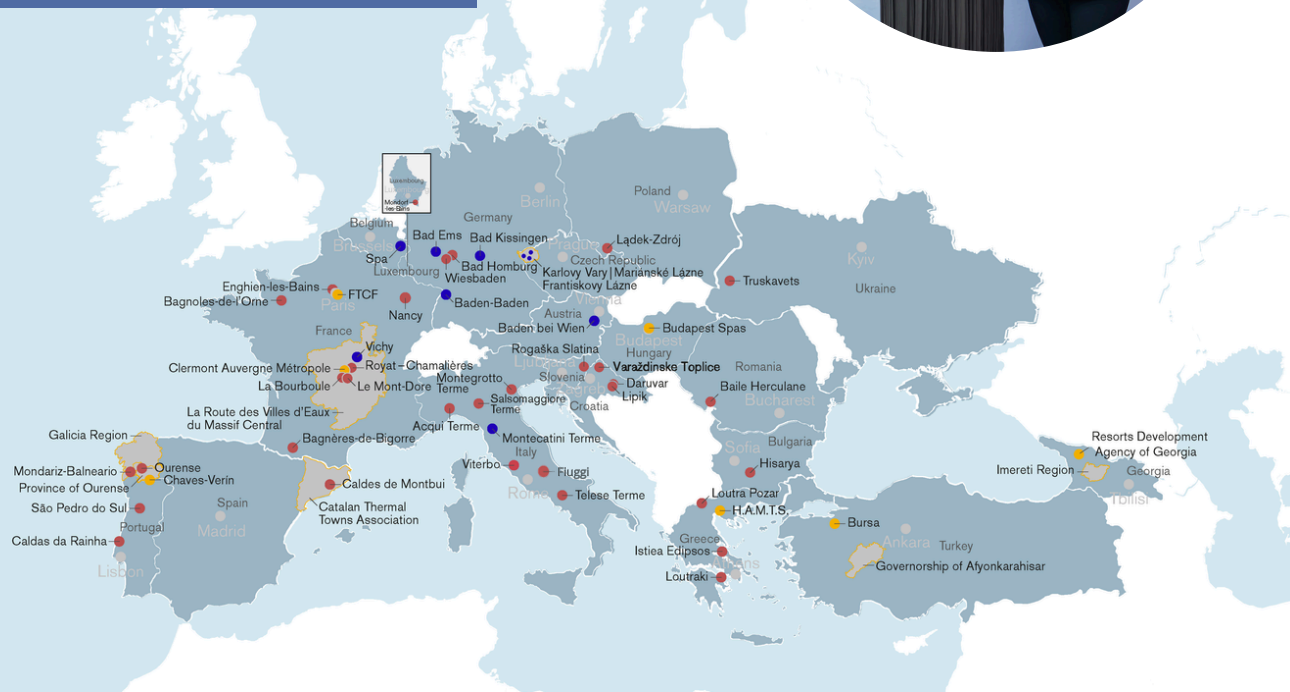 Luxembourg
Mondorf
-les-Bains
Poland
Warsaw
Berlin
Germany
Belgium
Brussels
Spa
Luxembourg
Bad Ems
Bad Kissingen
Bad Homburg
Wiesbaden
Prague
Czech Republic
Lądek-Zdrój
Karlovy Vary | Mariánské Lázne
Frantiskovy Lázne
Kyiv
Ukraine
Truskavets
Enghien-les-Bains
Bagnoles-de-l'Orne
FTCF
Paris
Nancy
Baden-Baden
Vienna
Austria
Baden bei Wien
Budapest Spas
Budapest
Hungary
France
Vichy
Clermont Auvergne Métropole
Royat–Chamalières
La Bourboule
Le Mont-Dore
La Route des Villes d'Eaux
du Massif Central
Rogaška Slatina
Ljubljana
Slovenia
Varaždinske Toplice
Zagreb
Daruvar
Lipik
Croatia
Montegrotto
Terme
Salsomaggiore
Terme
Acqui Terme
Montecatini Terme
Italy
Viterbo
Rome
Fiuggi
Telese Terme
Romania
Baile Herculane
Bucharest
Sofia
Bulgaria
Hisarya
Bagnères-de-Bigorre
Galicia Region
Mondariz-Balneario
Ourense
Chaves-Verín
Province of Ourense
São Pedro do Sul
Portugal
Caldas da Rainha
Lisbon
Spain
Madrid
Caldes de Montbui
Catalan Thermal
Towns Association
Loutra Pozar
H.A.M.T.S.
Greece
Istiea Edipsos
Athens
Loutraki
Bursa
Ankara
Turkey
Governorship of Afyonkarahisar
Resorts Development
Agency of Georgia
Imereti Region
Georgia
Tbilisi